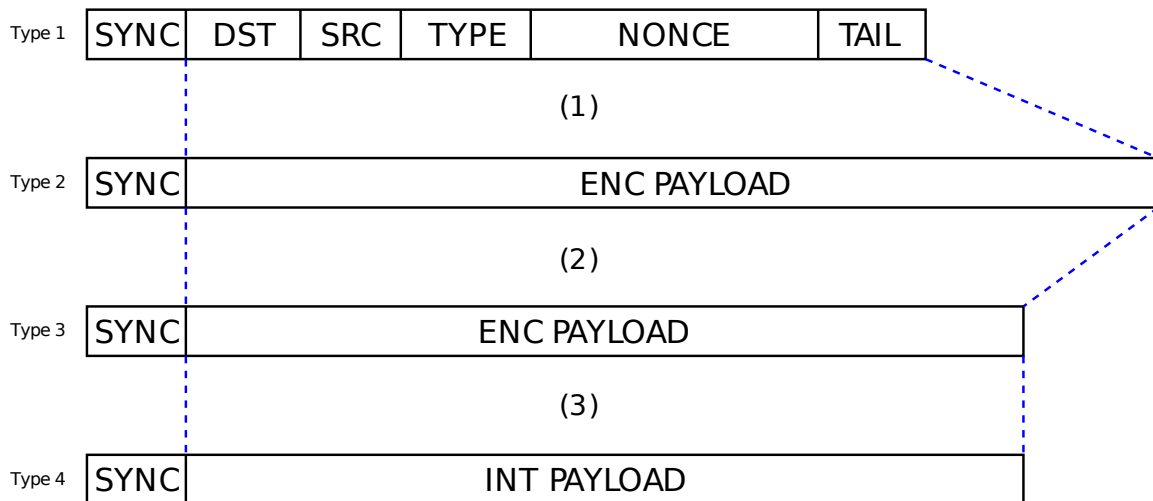 Type 1 SYNC DST SRC TYPE NONCE TAIL
(1)
Type 2 SYNC ENC PAYLOAD
(2)
Type 3 SYNC ENC PAYLOAD
(3)
Type 4 SYNC INT PAYLOAD